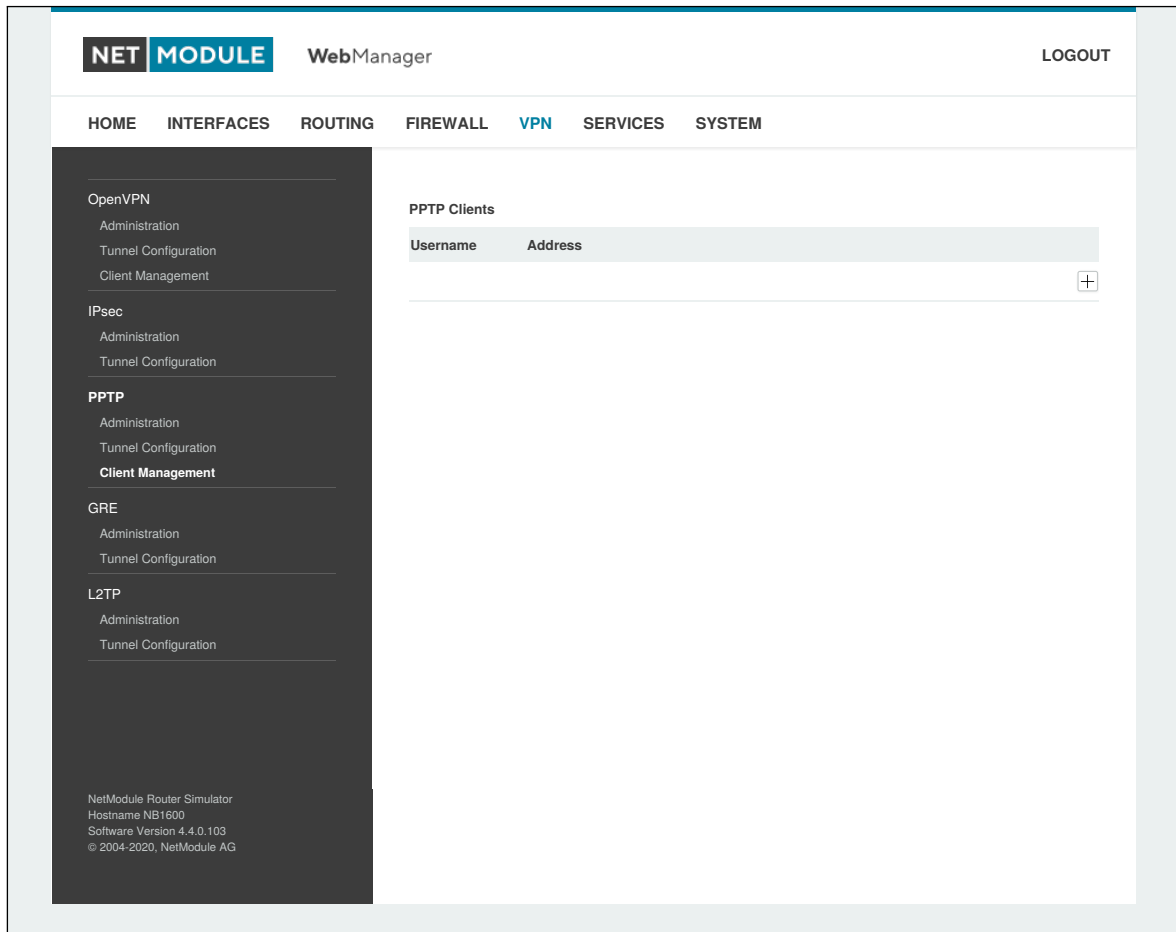 NET MODULE WebManager LOGOUT
HOME INTERFACES ROUTING FIREWALL VPN SERVICES SYSTEM
OpenVPN
Administration
Tunnel Configuration
Client Management
IPsec
Administration
Tunnel Configuration
PPTP
Administration
Tunnel Configuration
Client Management
GRE
Administration
Tunnel Configuration
L2TP
Administration
Tunnel Configuration
NetModule Router Simulator
Hostname NB1600
Software Version 4.4.0.103
© 2004-2020, NetModule AG
PPTP Clients
Username Address